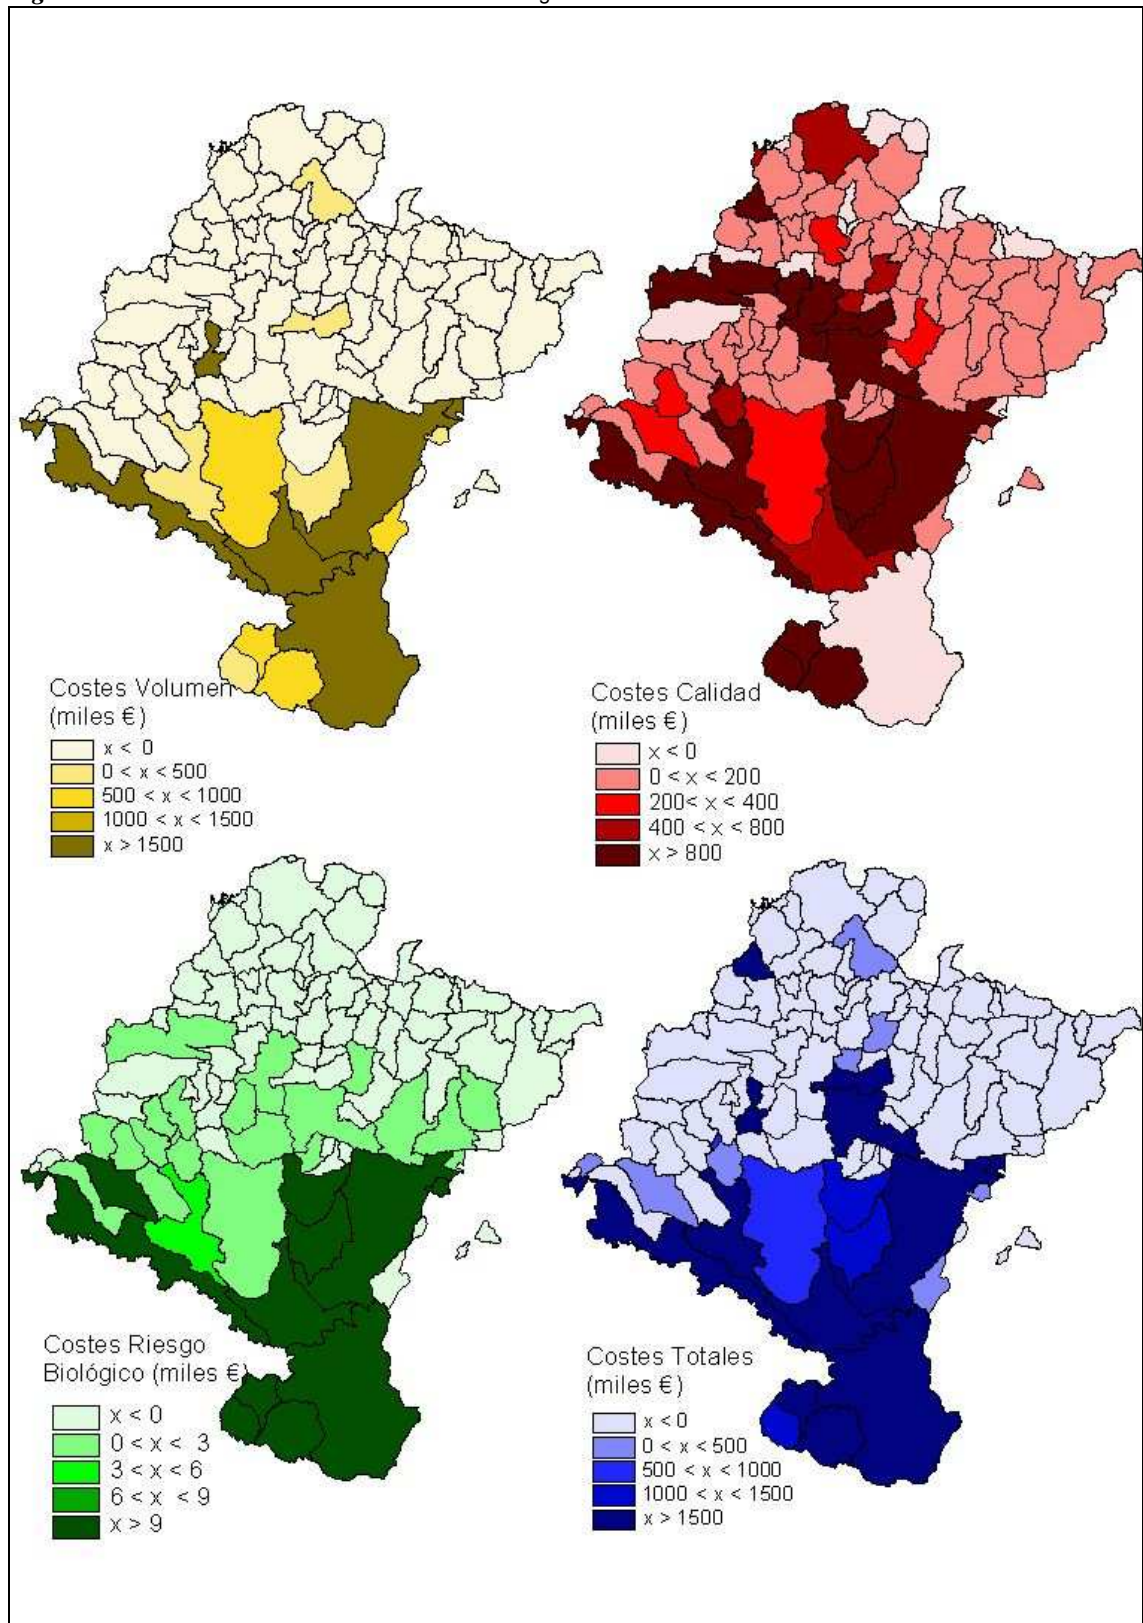 Costes Volumen
(miles €)
x < 0
0 < x < 500
500 < x < 1000
1000 < x < 1500
x > 1500
Costes Calidad
(miles €)
x < 0
0 < x < 200
200< x < 400
400 < x < 800
x > 800
Costes Riesgo
Biológico (miles €)
x < 0
0 < x < 3
3 < x < 6
6 < x < 9
x > 9
Costes Totales
(miles €)
x < 0
0 < x < 500
500 < x < 1000
1000 < x < 1500
x > 1500